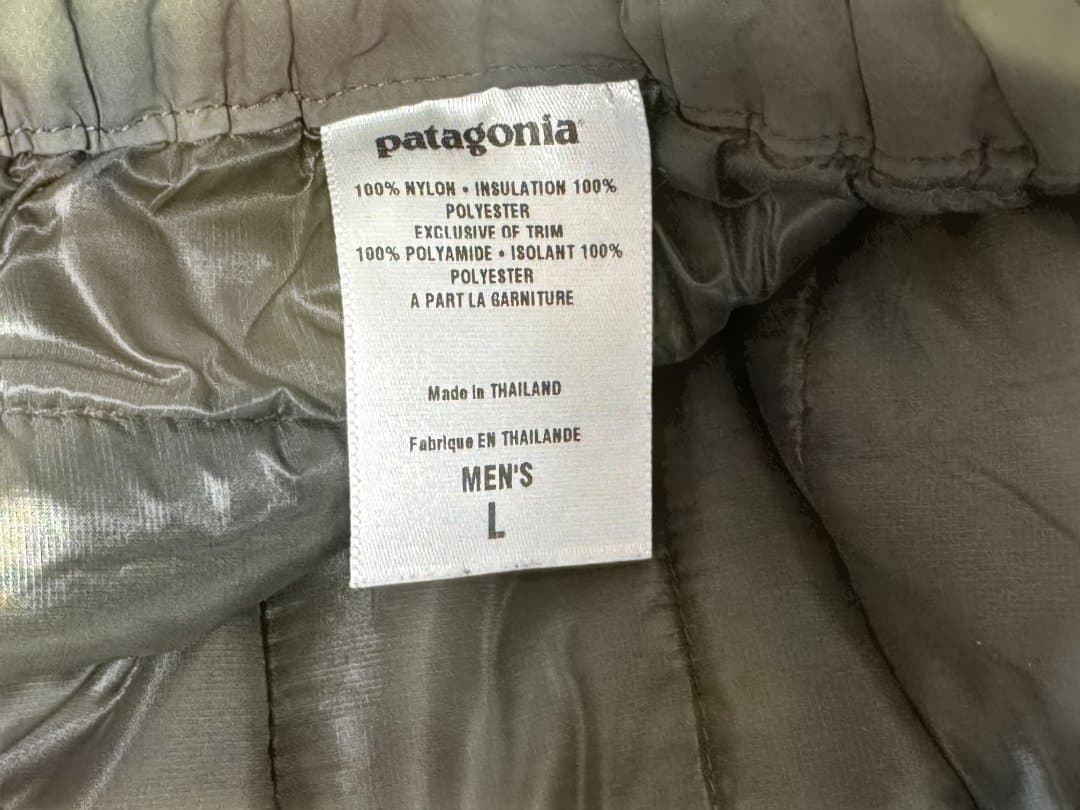 patagonia
100% NYLON • INSULATION 100%
POLYESTER
EXCLUSIVE OF TRIM
100% POLYAMIDE • ISOLANT 100%
POLYESTER
A PART LA GARNITURE
Made in THAILAND
Fabrique EN THAILANDE
MEN'S
L